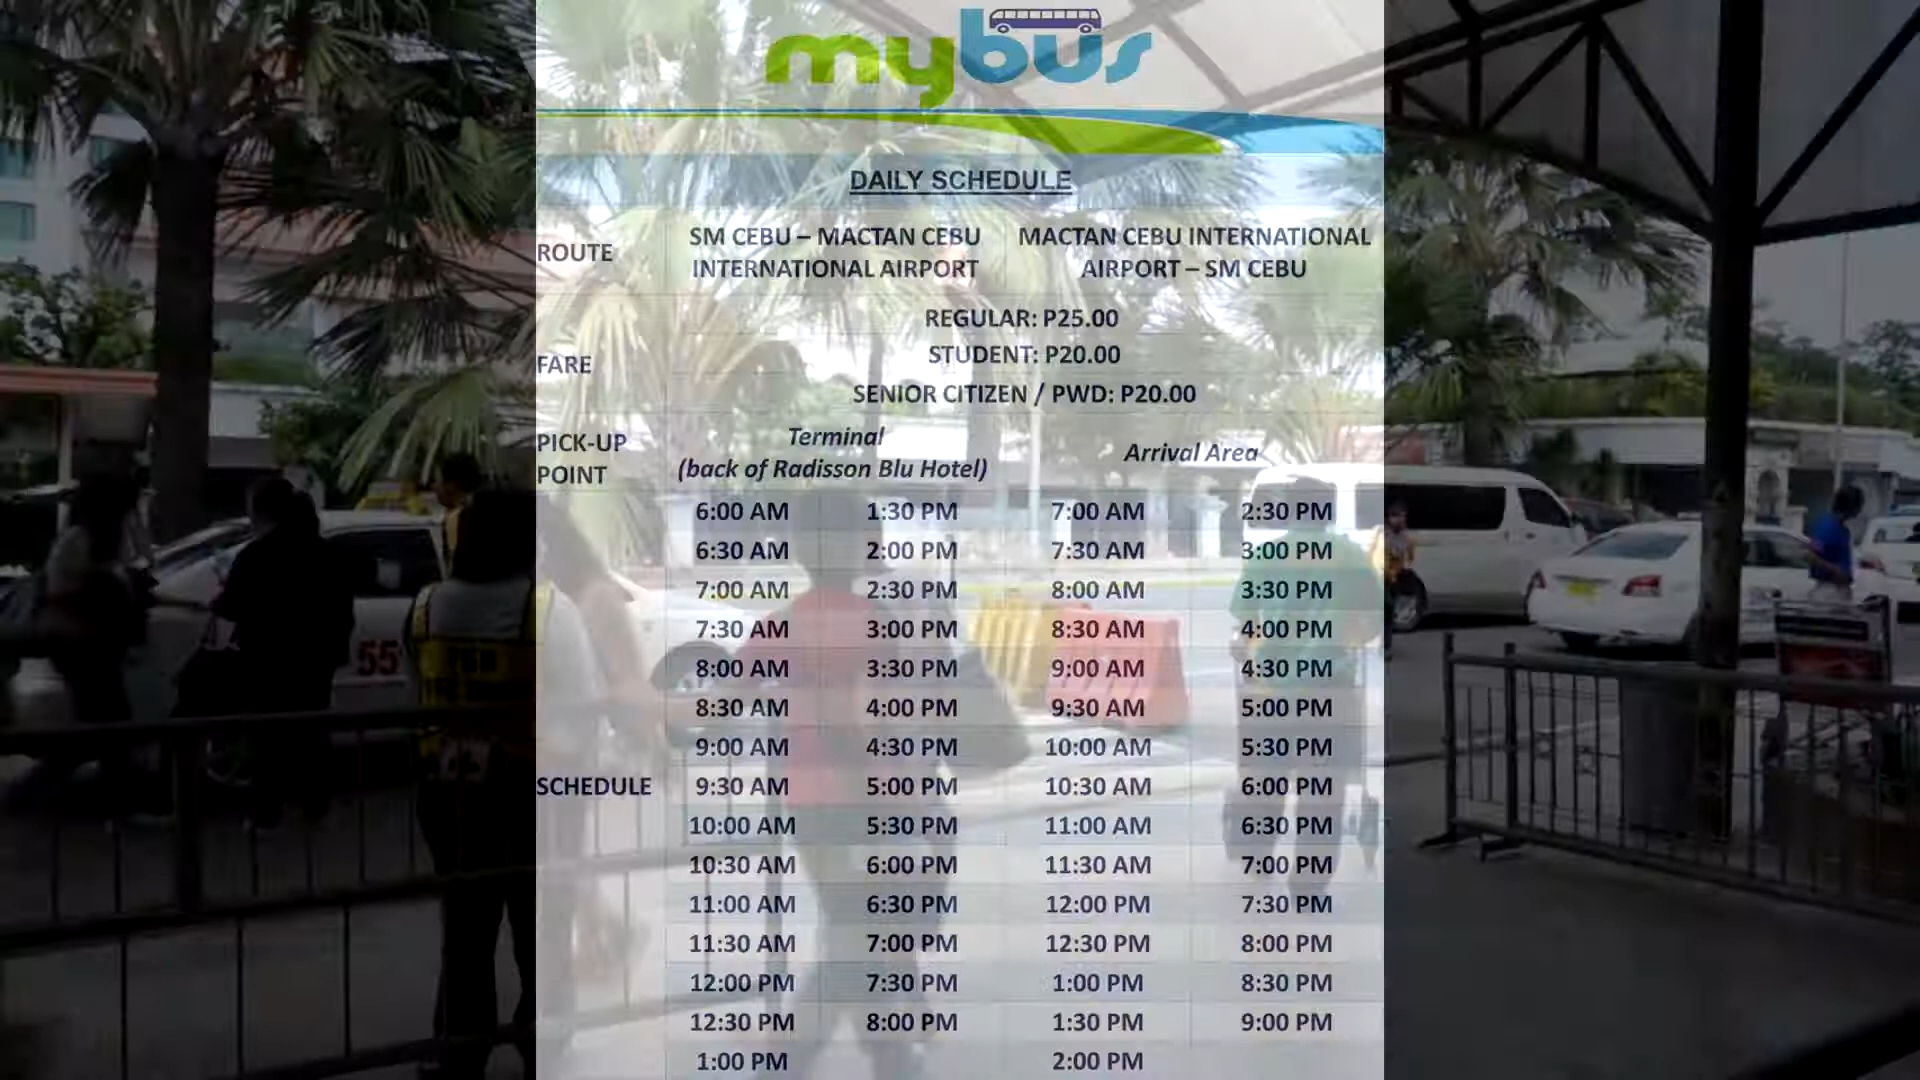 mybus
DAILY SCHEDULE
ROUTE
SM CEBU – MACTAN CEBU
INTERNATIONAL AIRPORT
MACTAN CEBU INTERNATIONAL
AIRPORT – SM CEBU
FARE
REGULAR: P25.00
STUDENT: P20.00
SENIOR CITIZEN / PWD: P20.00
PICK-UP
POINT
Terminal
(back of Radisson Blu Hotel)
Arrival Area
SCHEDULE
6:00 AM 1:30 PM 7:00 AM 2:30 PM
6:30 AM 2:00 PM 7:30 AM 3:00 PM
7:00 AM 2:30 PM 8:00 AM 3:30 PM
7:30 AM 3:00 PM 8:30 AM 4:00 PM
8:00 AM 3:30 PM 9:00 AM 4:30 PM
8:30 AM 4:00 PM 9:30 AM 5:00 PM
9:00 AM 4:30 PM 10:00 AM 5:30 PM
9:30 AM 5:00 PM 10:30 AM 6:00 PM
10:00 AM 5:30 PM 11:00 AM 6:30 PM
10:30 AM 6:00 PM 11:30 AM 7:00 PM
11:00 AM 6:30 PM 12:00 PM 7:30 PM
11:30 AM 7:00 PM 12:30 PM 8:00 PM
12:00 PM 7:30 PM 1:00 PM 8:30 PM
12:30 PM 8:00 PM 1:30 PM 9:00 PM
1:00 PM 2:00 PM
55